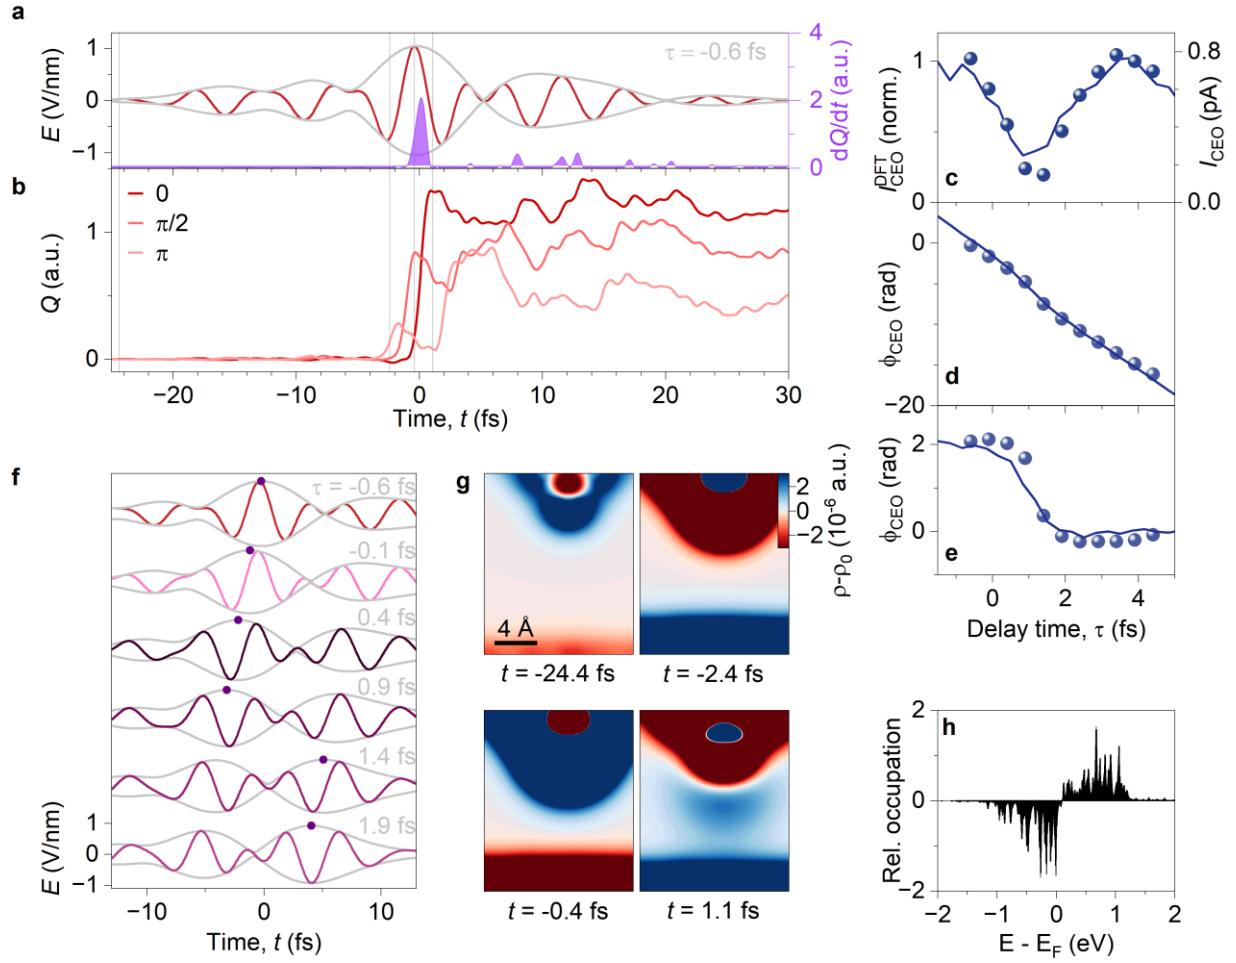 a
E (V/nm)
1
0
−1
τ = -0.6 fs
4
2
0
dQ/dt (a.u.)
b
Q (a.u.)
1
0
0
π/2
π
−20
−10
0
10
20
30
Time, t (fs)
c
I_CEO^DFT (norm.)
1
0
0.8
0.0
I_CEO (pA)
d
ϕ_CEO (rad)
0
−20
e
ϕ_CEO (rad)
2
0
0
2
4
Delay time, τ (fs)
f
τ = -0.6 fs
-0.1 fs
0.4 fs
0.9 fs
1.4 fs
1.9 fs
E (V/nm)
1
0
−1
−10
0
10
Time, t (fs)
g
4 Å
2
0
−2
ρ-ρ₀ (10⁻⁶ a.u.)
t = -24.4 fs
t = -2.4 fs
t = -0.4 fs
t = 1.1 fs
h
Rel. occupation
2
0
−2
−2
−1
0
1
2
E - E_F (eV)